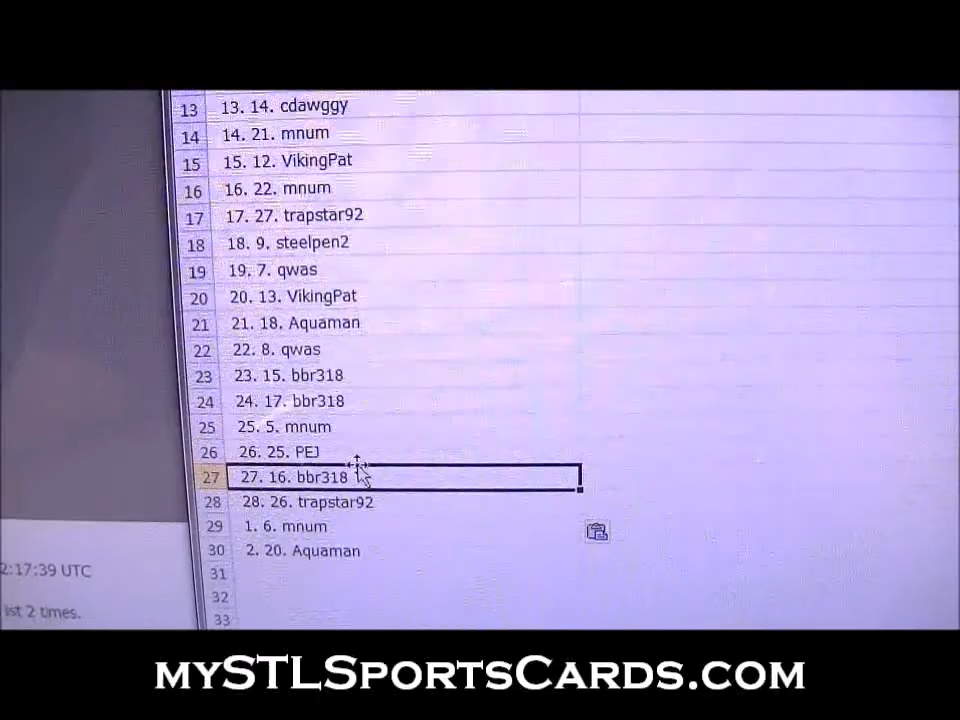 13 13. 14. cdawggy
14 14. 21. mnum
15 15. 12. VikingPat
16 16. 22. mnum
17 17. 27. trapstar92
18 18. 9. steelpen2
19 19. 7. qwas
20 20. 13. VikingPat
21 21. 18. Aquaman
22 22. 8. qwas
23 23. 15. bbr318
24 24. 17. bbr318
25 25. 5. mnum
26 26. 25. PEJ
27 27. 16. bbr318
28 28. 26. trapstar92
29 1. 6. mnum
30 2. 20. Aquaman
31
32
33
2:17:39 UTC
ist 2 times.
mySTLSportsCards.com